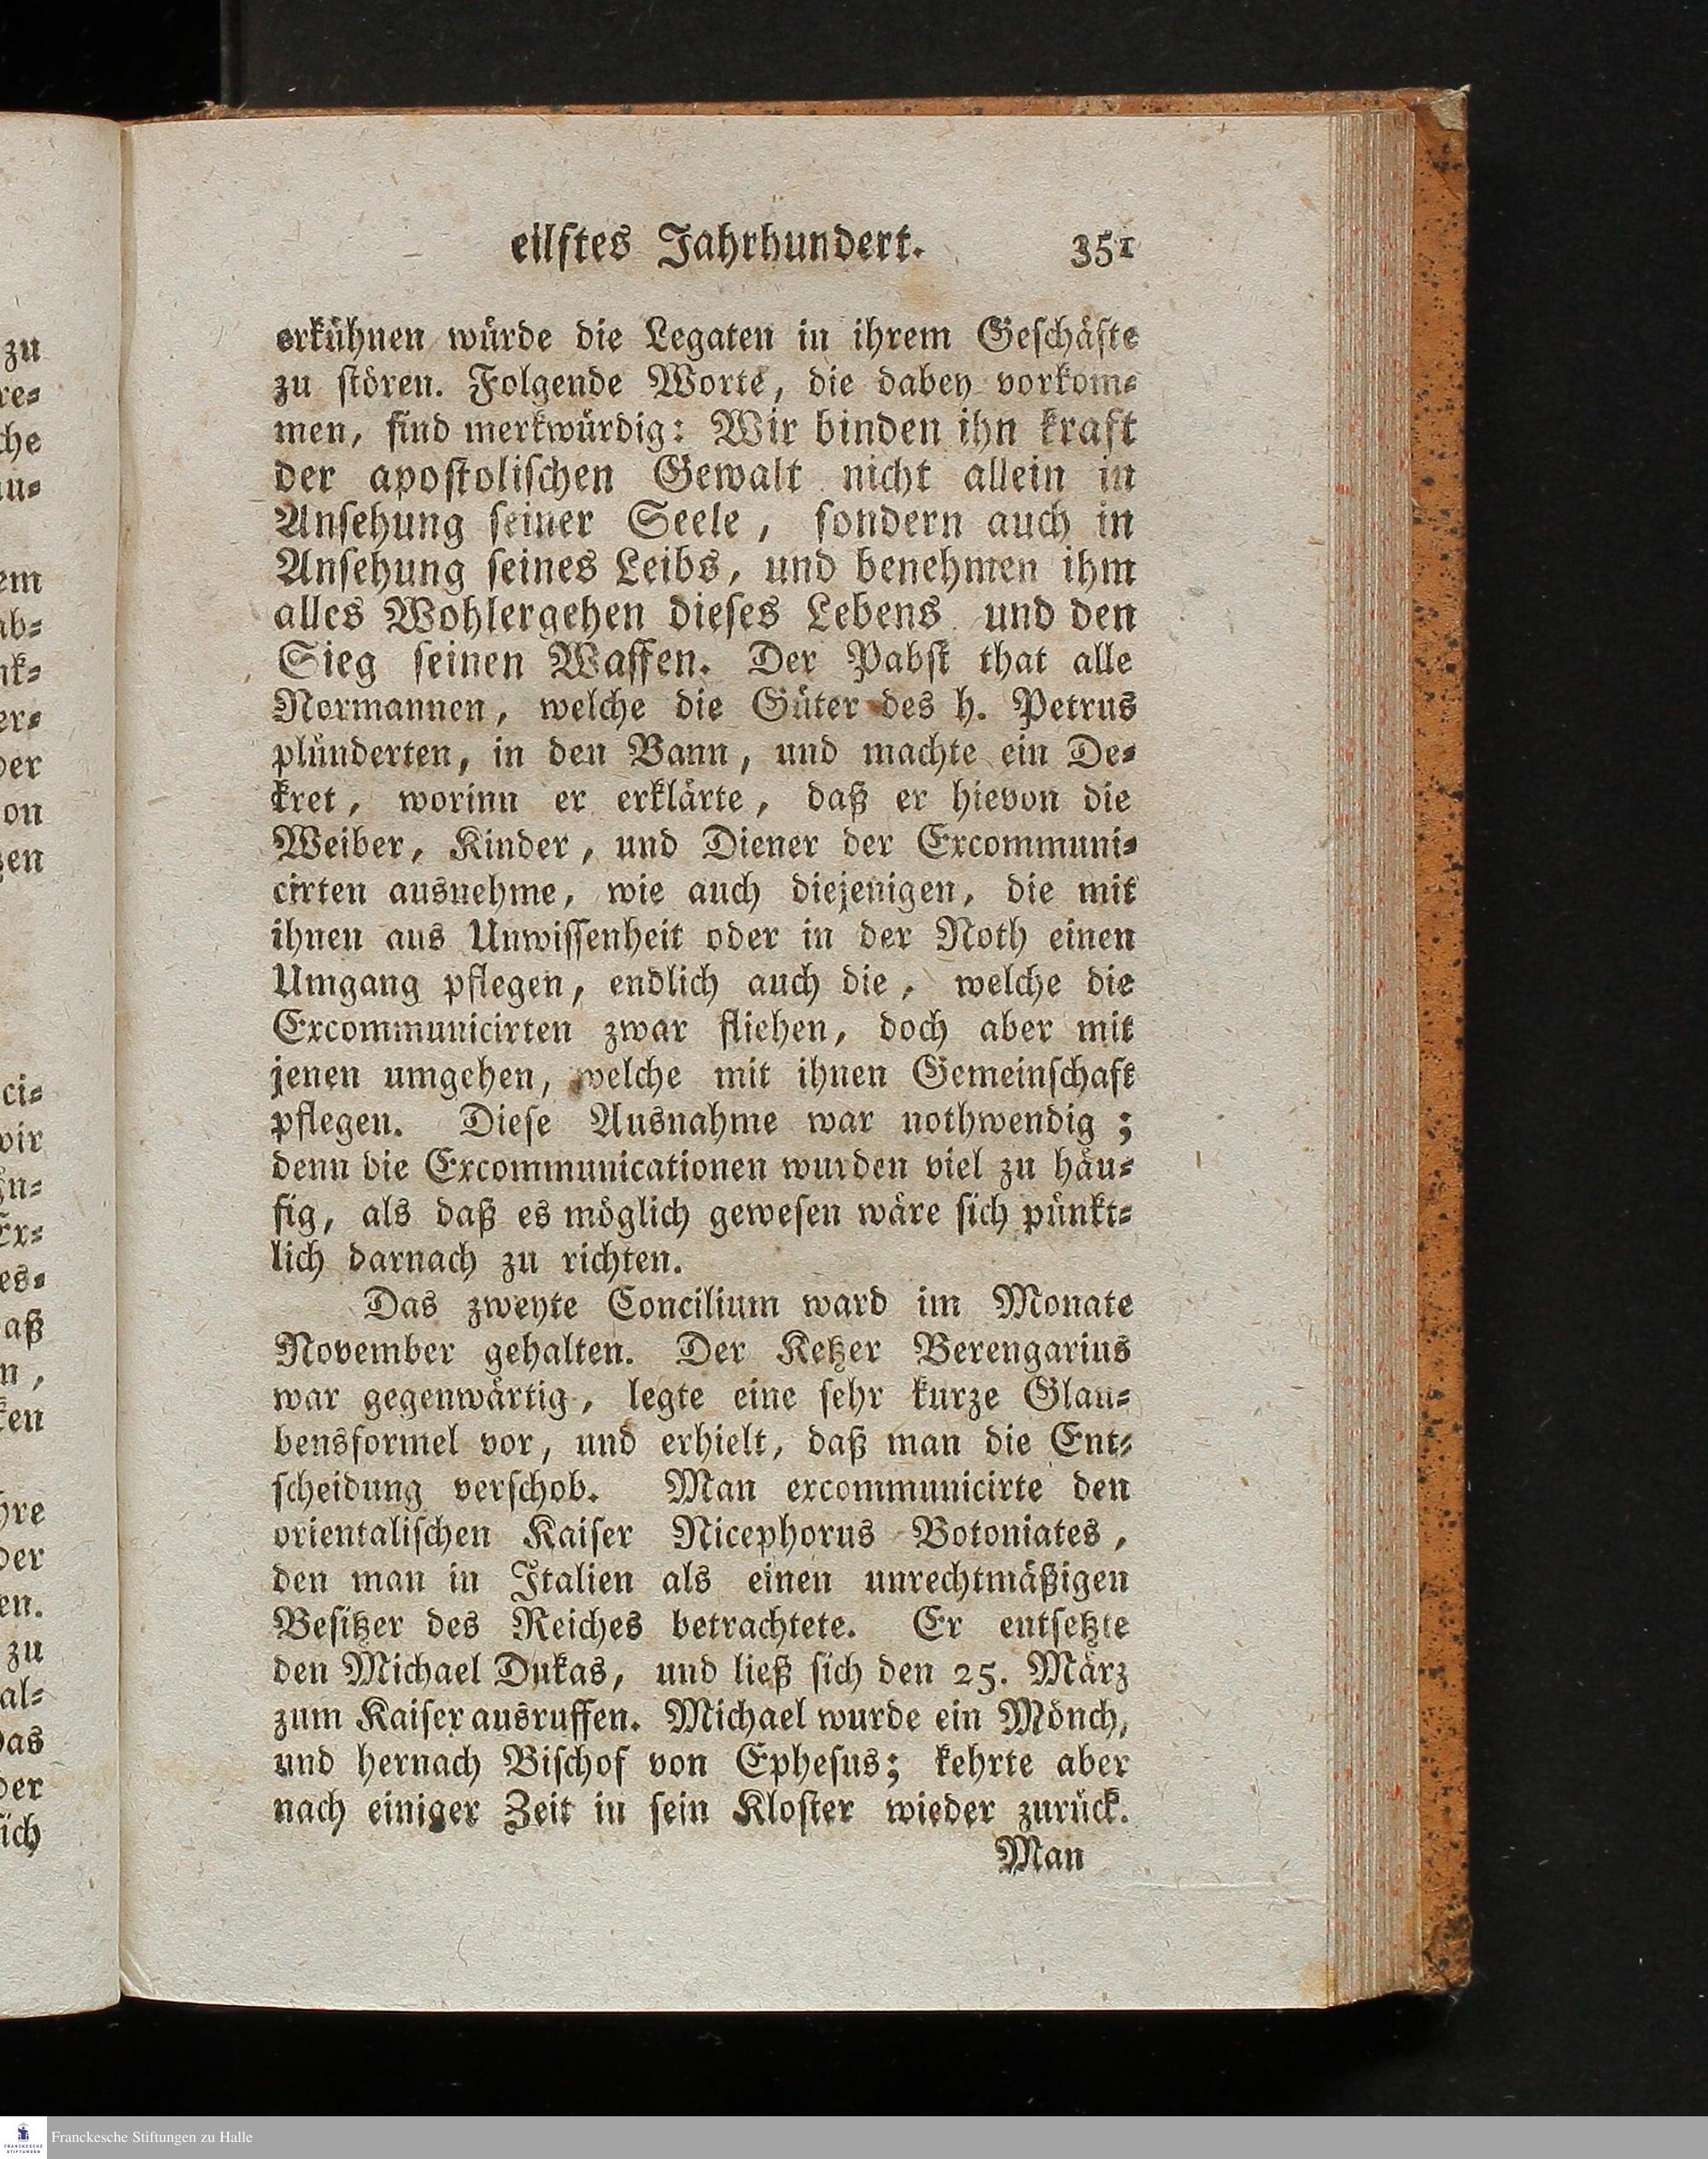 eilftes Jahrhundert. 351
erkühnen würde die Legaten in ihrem Geschäfte
zu stören. Folgende Worte, die dabey vorkom-
men, sind merkwürdig: Wir binden ihn kraft
der apostolischen Gewalt nicht allein in
Ansehung seiner Seele, sondern auch in
Ansehung seines Leibs, und benehmen ihm
alles Wohlergehen dieses Lebens und den
Sieg seinen Waffen. Der Pabst that alle
Normannen, welche die Güter des h. Petrus
plünderten, in den Bann, und machte ein De-
kret, worinn er erklärte, daß er hievon die
Weiber, Kinder, und Diener der Excommuni-
cirten ausnehme, wie auch diejenigen, die mit
ihnen aus Unwissenheit oder in der Noth einen
Umgang pflegen, endlich auch die, welche die
Excommunicirten zwar fliehen, doch aber mit
jenen umgehen, welche mit ihnen Gemeinschaft
pflegen. Diese Ausnahme war nothwendig;
denn die Excommunicationen wurden viel zu häu-
fig, als daß es möglich gewesen wäre sich pünkt-
lich darnach zu richten.
Das zweyte Concilium ward im Monate
November gehalten. Der Ketzer Berengarius
war gegenwärtig, legte eine sehr kurze Glau-
bensformel vor, und erhielt, daß man die Ent-
scheidung verschob. Man excommunicirte den
orientalischen Kaiser Nicephorus Botoniates,
den man in Italien als einen unrechtmäßigen
Besitzer des Reiches betrachtete. Er entsetzte
den Michael Dukas, und ließ sich den 25. März
zum Kaiser ausruffen. Michael wurde ein Mönch,
und hernach Bischof von Ephesus; kehrte aber
nach einiger Zeit in sein Kloster wieder zurück.
Man
Franckesche Stiftungen zu Halle